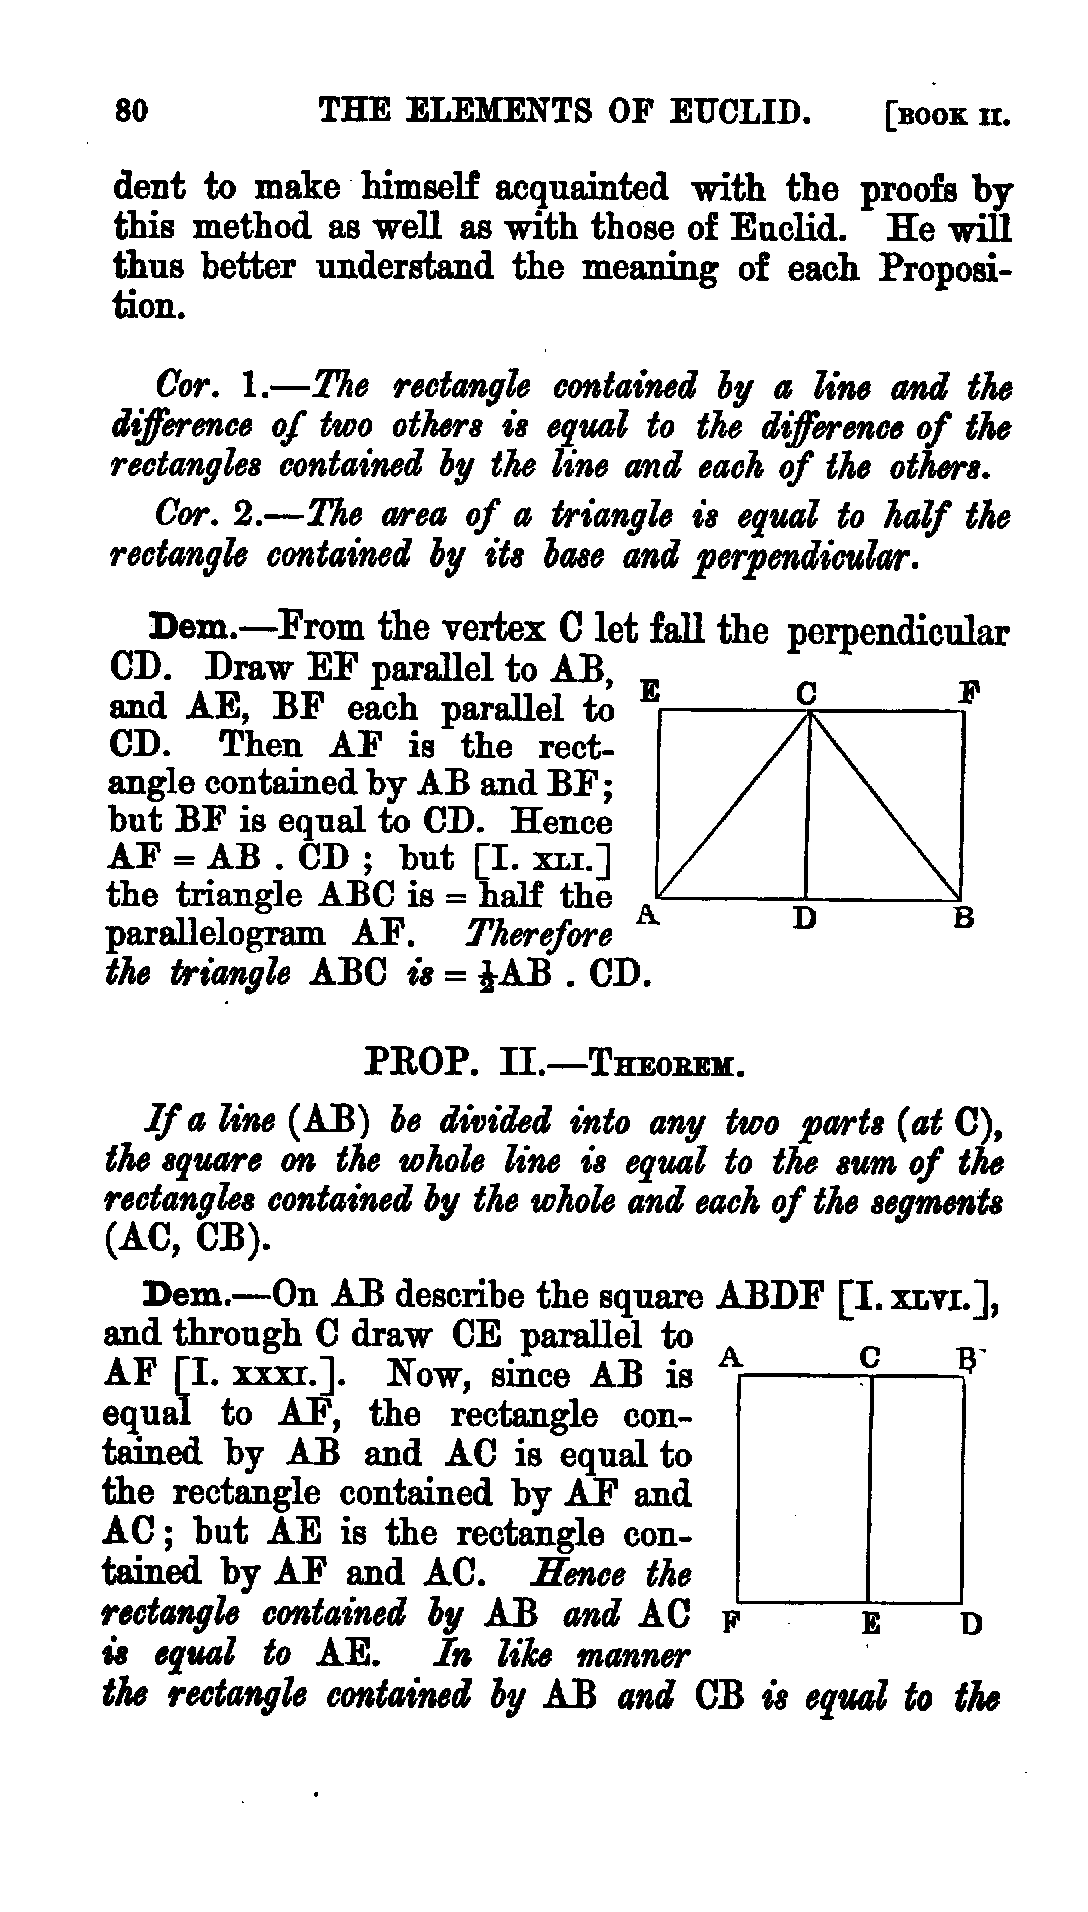 80 THE ELEMENTS OF EUCLID. [BOOK II.
dent to make himself acquainted with the proofs by
this method as well as with those of Euclid. He will
thus better understand the meaning of each Proposi-
tion.
Cor. 1.—The rectangle contained by a line and the
difference of two others is equal to the difference of the
rectangles contained by the line and each of the others.
Cor. 2.—The area of a triangle is equal to half the
rectangle contained by its base and perpendicular.
Dem.—From the vertex C let fall the perpendicular
CD. Draw EF parallel to AB,
and AE, BF each parallel to
CD. Then AF is the rect-
angle contained by AB and BF;
but BF is equal to CD. Hence
AF = AB . CD ; but [I. XLI.]
the triangle ABC is = half the
parallelogram AF. Therefore
the triangle ABC is = ½AB . CD.
E C F
A D B
PROP. II.—THEOREM.
If a line (AB) be divided into any two parts (at C),
the square on the whole line is equal to the sum of the
rectangles contained by the whole and each of the segments
(AC, CB).
Dem.—On AB describe the square ABDF [I. XLVI.],
and through C draw CE parallel to
AF [I. XXXI.]. Now, since AB is
equal to AF, the rectangle con-
tained by AB and AC is equal to
the rectangle contained by AF and
AC; but AE is the rectangle con-
tained by AF and AC. Hence the
rectangle contained by AB and AC
is equal to AE. In like manner
the rectangle contained by AB and CB is equal to the
A C B
F E D